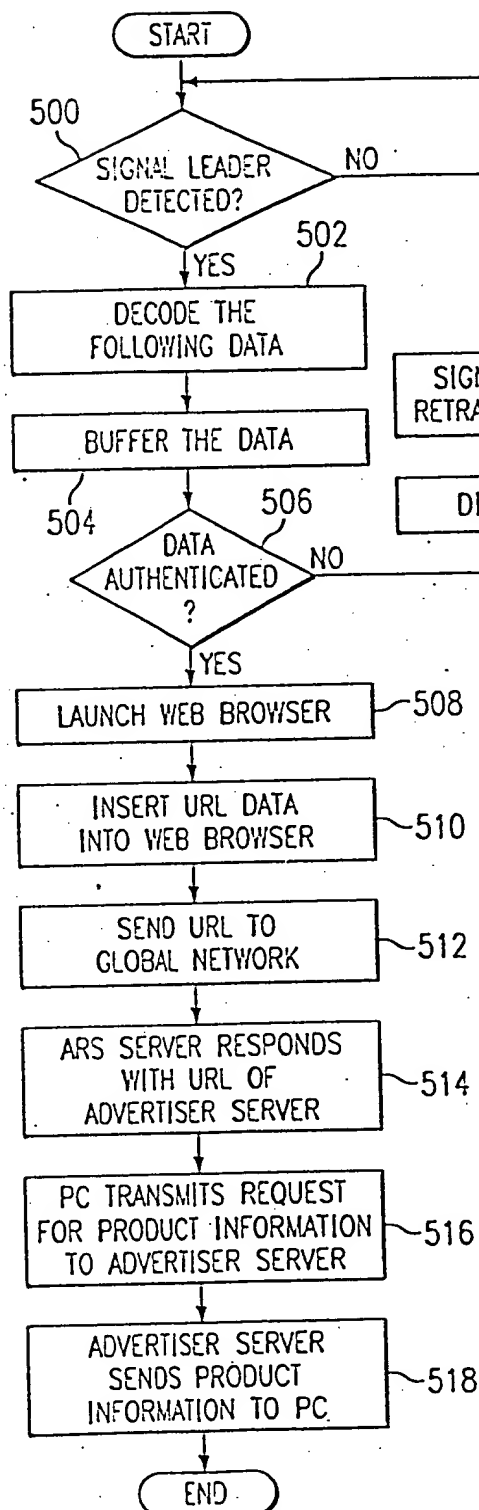 START
500
SIGNAL LEADER
DETECTED?
NO
YES
502
DECODE THE
FOLLOWING DATA
BUFFER THE DATA
504
506
DATA
AUTHENTICATED
?
NO
YES
LAUNCH WEB BROWSER
508
INSERT URL DATA
INTO WEB BROWSER
510
SEND URL TO
GLOBAL NETWORK
512
ARS SERVER RESPONDS
WITH URL OF
ADVERTISER SERVER
514
PC TRANSMITS REQUEST
FOR PRODUCT INFORMATION
TO ADVERTISER SERVER
516
ADVERTISER SERVER
SENDS PRODUCT
INFORMATION TO PC
518
END